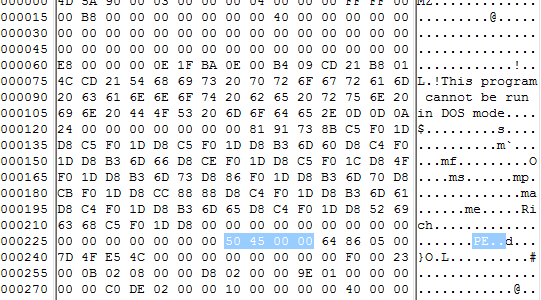 000000 4D 5A 90 00 03 00 00 00 04 00 00 00 FF FF 00 MZ.............
000015 00 B8 00 00 00 00 00 00 00 40 00 00 00 00 00 .........@.....
000030 00 00 00 00 00 00 00 00 00 00 00 00 00 00 00 ...............
000045 00 00 00 00 00 00 00 00 00 00 00 00 00 00 00 ...............
000060 E8 00 00 00 0E 1F BA 0E 00 B4 09 CD 21 B8 01 ............!..
000075 4C CD 21 54 68 69 73 20 70 72 6F 67 72 61 6D L.!This program
000090 20 63 61 6E 6E 6F 74 20 62 65 20 72 75 6E 20 cannot be run
000105 69 6E 20 44 4F 53 20 6D 6F 64 65 2E 0D 0D 0A in DOS mode....
000120 24 00 00 00 00 00 00 00 81 91 73 8B C5 F0 1D $.........s....
000135 D8 C5 F0 1D D8 C5 F0 1D D8 B3 6D 60 D8 C4 F0 ..........m`...
000150 1D D8 B3 6D 66 D8 CE F0 1D D8 C5 F0 1C D8 4F ...mf.........O
000165 F0 1D D8 B3 6D 73 D8 86 F0 1D D8 B3 6D 70 D8 ....ms......mp.
000180 CB F0 1D D8 CC 88 88 D8 C4 F0 1D D8 B3 6D 61 .............ma
000195 D8 C4 F0 1D D8 B3 6D 65 D8 C4 F0 1D D8 52 69 ......me.....Ri
000210 63 68 C5 F0 1D D8 00 00 00 00 00 00 00 00 00 ch.............
000225 00 00 00 00 00 00 00 50 45 00 00 64 86 05 00 .......PE..d...
000240 7D 4F E5 4C 00 00 00 00 00 00 00 00 F0 00 23 }O.L..........#
000255 00 0B 02 08 00 00 D8 02 00 00 9E 01 00 00 00 ...............
000270 00 00 C0 DE 02 00 00 10 00 00 00 00 40 00 00 ............@..